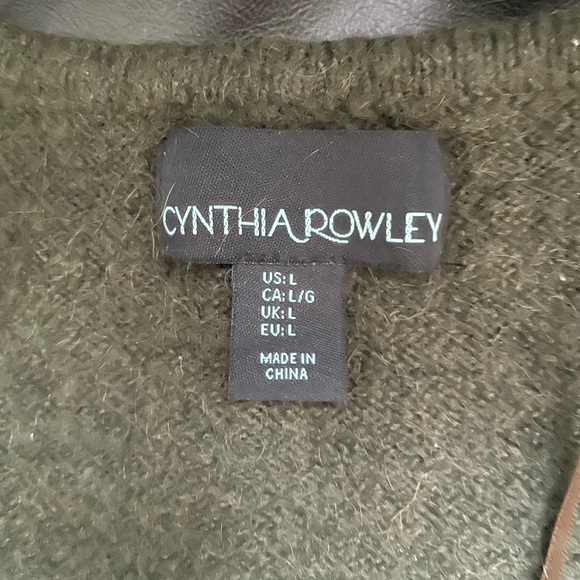 CYNTHIA ROWLEY
US: L
CA: L/G
UK: L
EU: L
MADE IN
CHINA